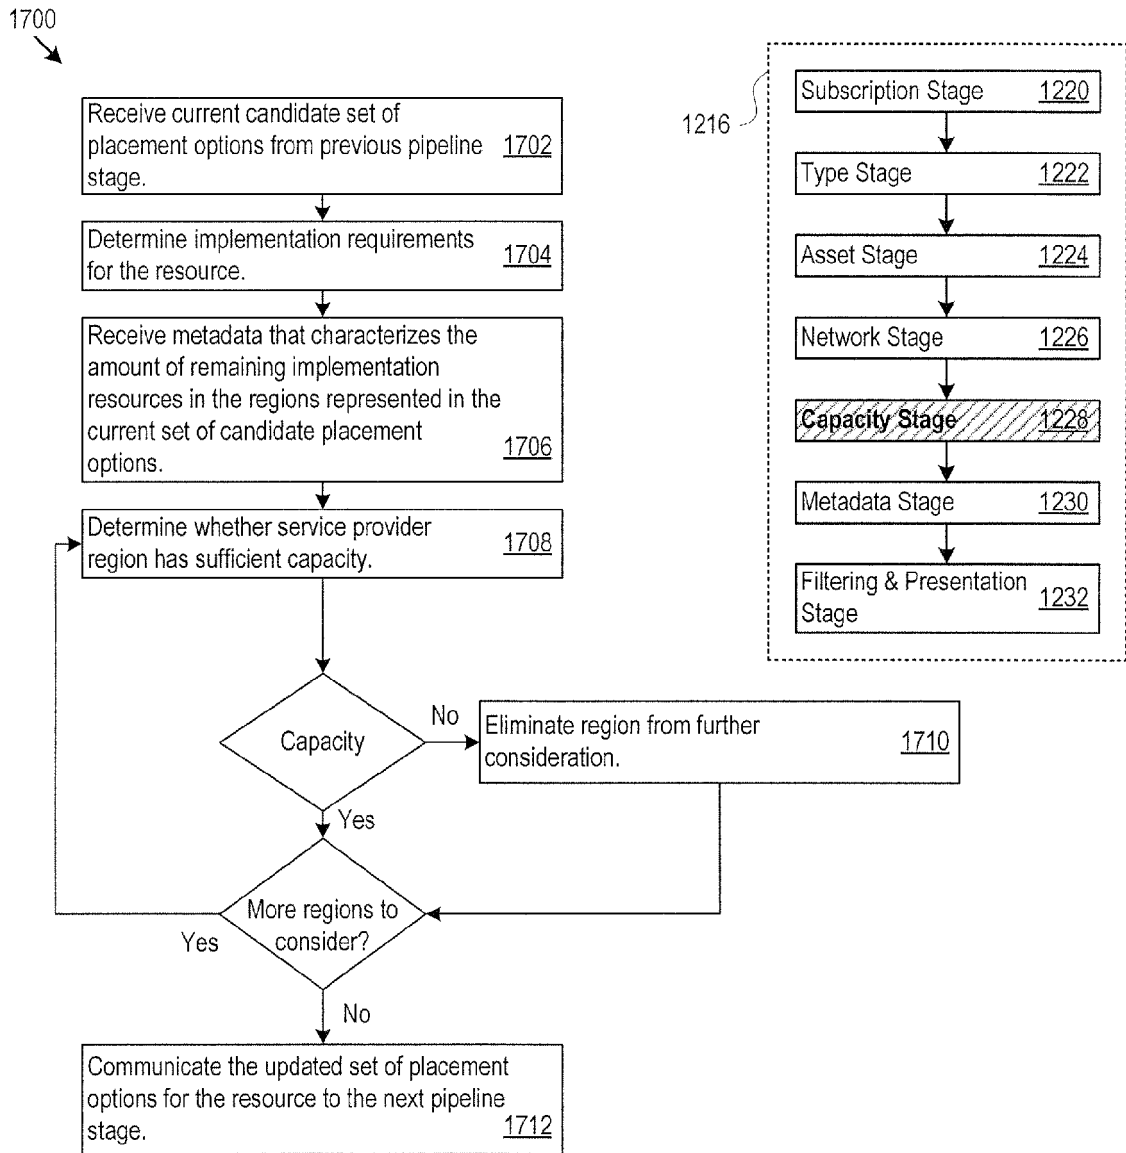 1700
Receive current candidate set of
placement options from previous pipeline 1702
stage.
Determine implementation requirements
for the resource. 1704
Receive metadata that characterizes the
amount of remaining implementation
resources in the regions represented in the
current set of candidate placement
options. 1706
Determine whether service provider
region has sufficient capacity. 1708
Capacity
No
Eliminate region from further
consideration. 1710
Yes
More regions to
consider?
Yes
No
Communicate the updated set of placement
options for the resource to the next pipeline
stage. 1712
1216
Subscription Stage 1220
Type Stage 1222
Asset Stage 1224
Network Stage 1226
Capacity Stage 1228
Metadata Stage 1230
Filtering & Presentation
Stage 1232